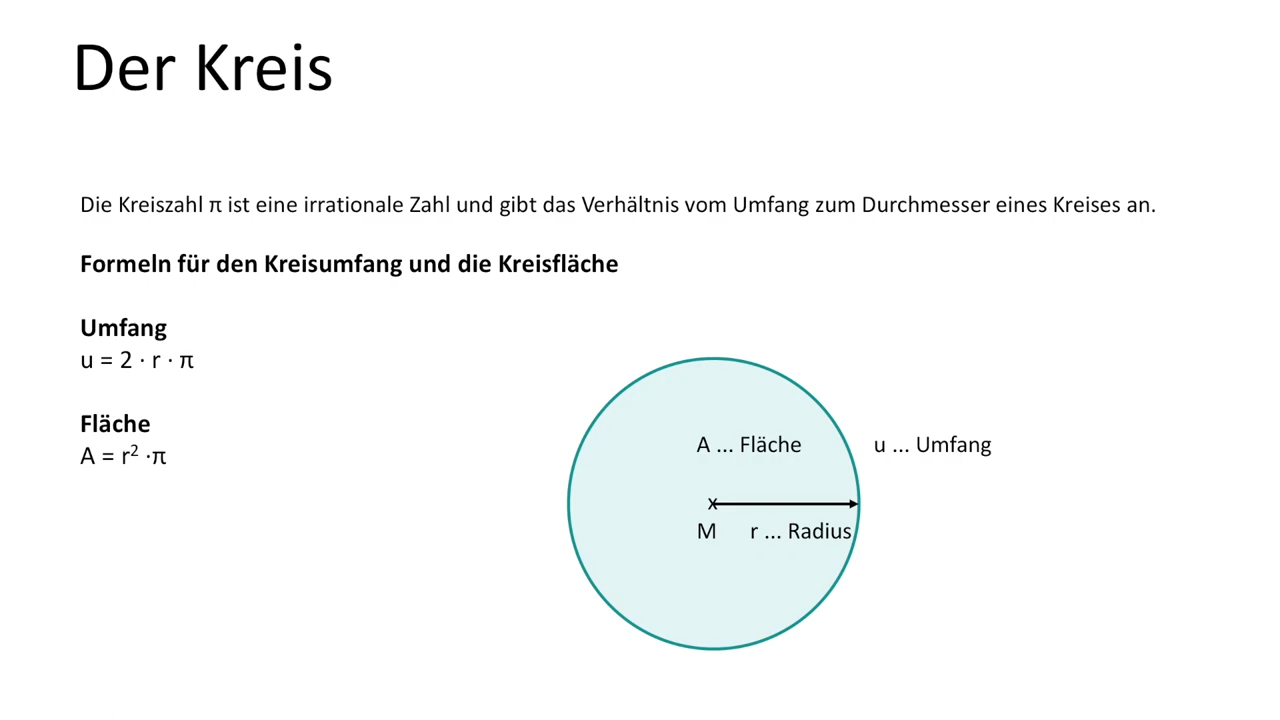 Der Kreis
Die Kreiszahl π ist eine irrationale Zahl und gibt das Verhältnis vom Umfang zum Durchmesser eines Kreises an.
Formeln für den Kreisumfang und die Kreisfläche
Umfang
u = 2 · r · π
Fläche
A = r² ·π
A ... Fläche
u ... Umfang
x
M
r ... Radius